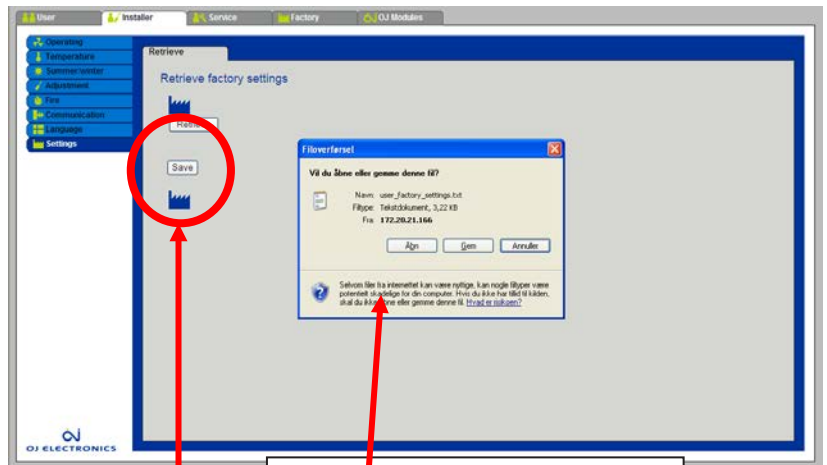 User
Installer
Service
Factory
OJ Modules
Operating
Temperature
Summer/winter
Adjustment
Fire
Communication
Language
Settings
Retrieve
Retrieve factory settings
Save
Filoverførsel
Vil du åbne eller gemme denne fil?
Navn: user_factory_settings.txt
Filtype: Tekstdokument, 3,22 KB
Fra: 172.20.21.166
Åbn
Gem
Annuller
Selvom filer fra internettet kan være nyttige, kan nogle filtyper være
potentielt skadelige for din computer. Hvis du ikke har tillid til kilden,
skal du ikke åbne eller gemme denne fil. Hvad er risikoen?
OJ ELECTRONICS